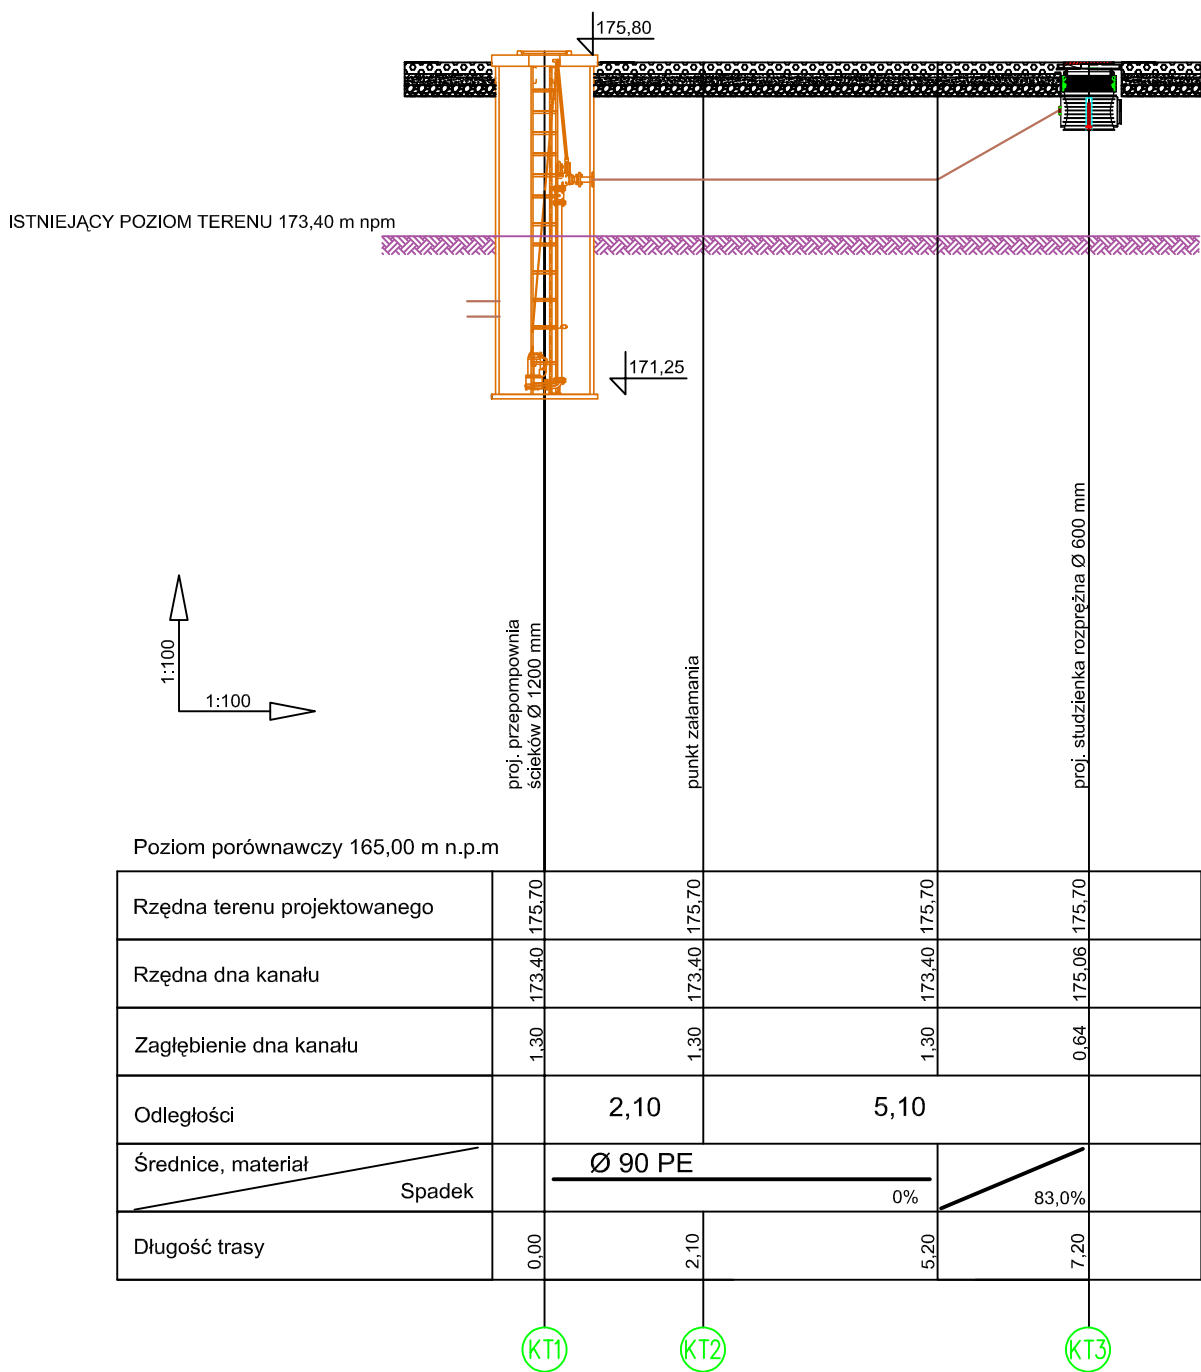 175,80
ISTNIEJĄCY POZIOM TERENU 173,40 m npm
171,25
1:100
1:100
proj. przepompownia
ścieków Ø 1200 mm
punkt załamania
proj. studzienka rozprężna Ø 600 mm
Poziom porównawczy 165,00 m n.p.m
Rzędna terenu projektowanego 175,70 175,70 175,70 175,70
Rzędna dna kanału 173,40 173,40 173,40 175,06
Zagłębienie dna kanału 1,30 1,30 1,30 0,64
Odległości 2,10 5,10
Średnice, materiał Ø 90 PE
Spadek 0% 83,0%
Długość trasy 0,00 2,10 5,20 7,20
KT1 KT2 KT3